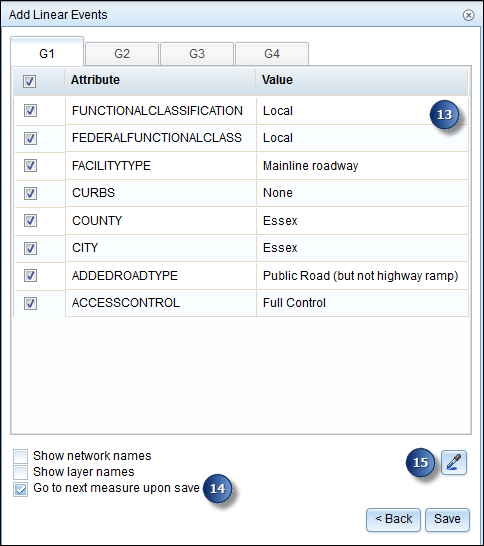 Add Linear Events
G1 G2 G3 G4
Attribute Value
FUNCTIONALCLASSIFICATION Local
13
FEDERALFUNCTIONALCLASS Local
FACILITYTYPE Mainline roadway
CURBS None
COUNTY Essex
CITY Essex
ADDEDROADTYPE Public Road (but not highway ramp)
ACCESSCONTROL Full Control
Show network names
15
Show layer names
Go to next measure upon save 14
< Back Save